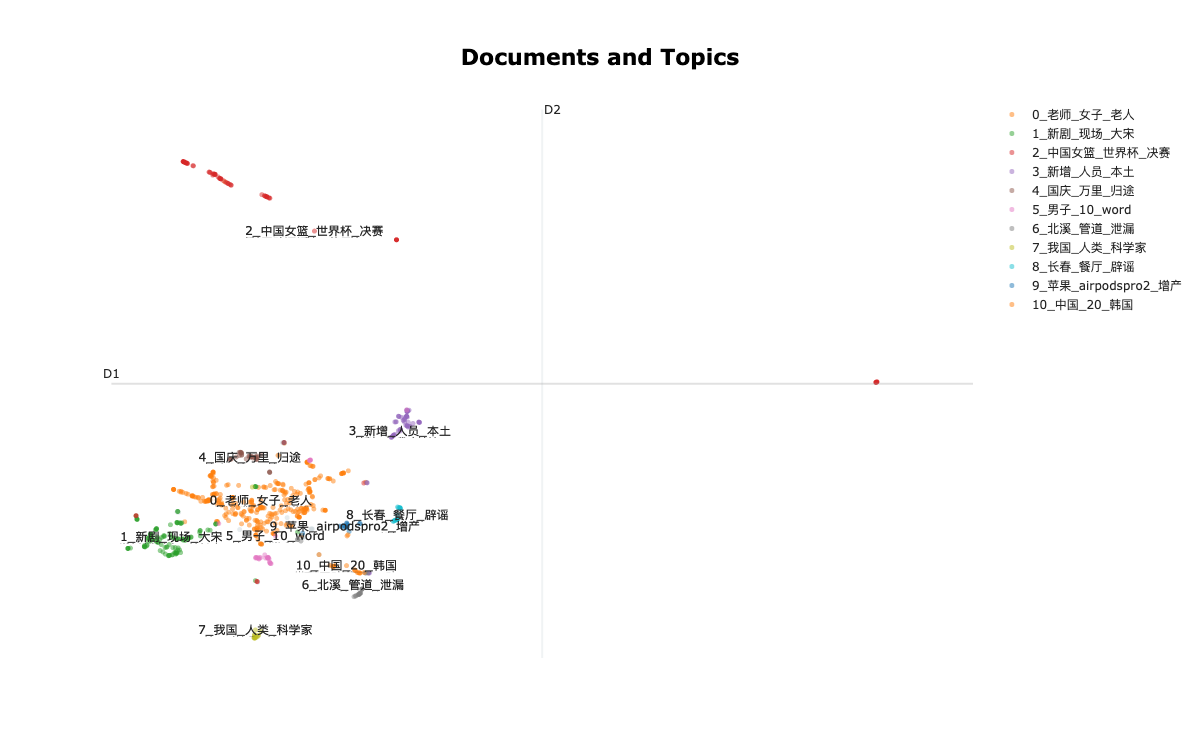 Documents and Topics
D2
D1
0_老师_女子_老人
1_新剧_现场_大宋
2_中国女篮_世界杯_决赛
3_新增_人员_本土
4_国庆_万里_归途
5_男子_10_word
6_北溪_管道_泄漏
7_我国_人类_科学家
8_长春_餐厅_辟谣
9_苹果_airpodspro2_增产
10_中国_20_韩国
2_中国女篮_世界杯_决赛
3_新增_人员_本土
4_国庆_万里_归途
0_老师_女子_老人
8_长春_餐厅_辟谣
9_苹果_airpodspro2_增产
1_新剧_现场_大宋
5_男子_10_word
10_中国_20_韩国
6_北溪_管道_泄漏
7_我国_人类_科学家